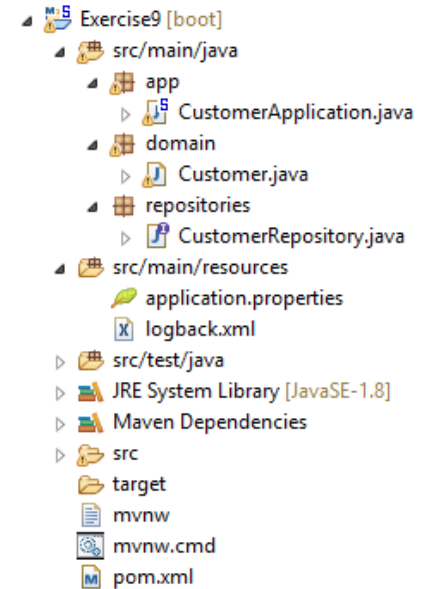 Exercise9 [boot]
src/main/java
app
CustomerApplication.java
domain
Customer.java
repositories
CustomerRepository.java
src/main/resources
application.properties
logback.xml
src/test/java
JRE System Library [JavaSE-1.8]
Maven Dependencies
src
target
mvnw
mvnw.cmd
pom.xml